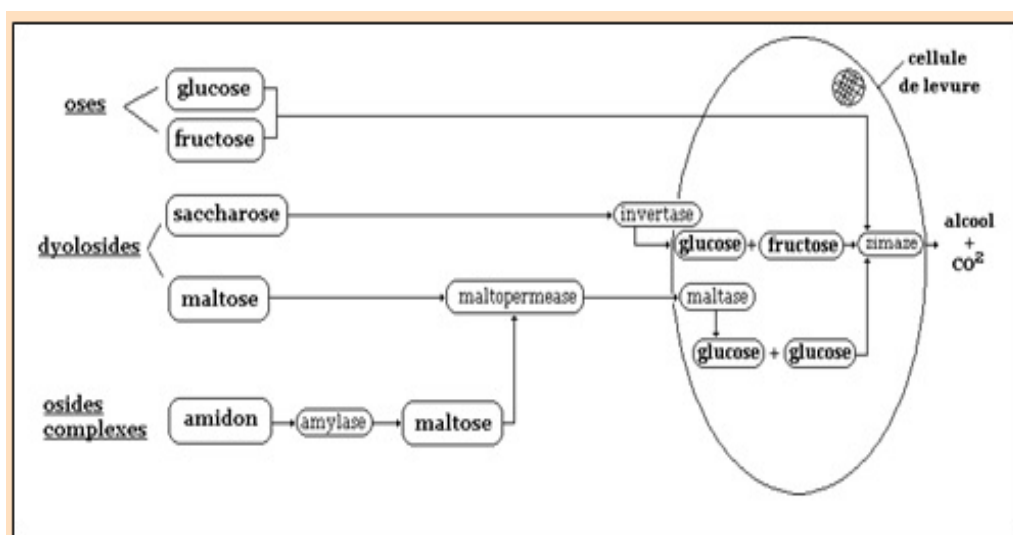 cellule
de levure
glucose
oses
fructose
saccharose
invertase
alcool
+
CO²
glucose + fructose
zimaze
dyolosides
maltose
maltopermease
maltase
glucose + glucose
osides
complexes
amidon
amylase
maltose